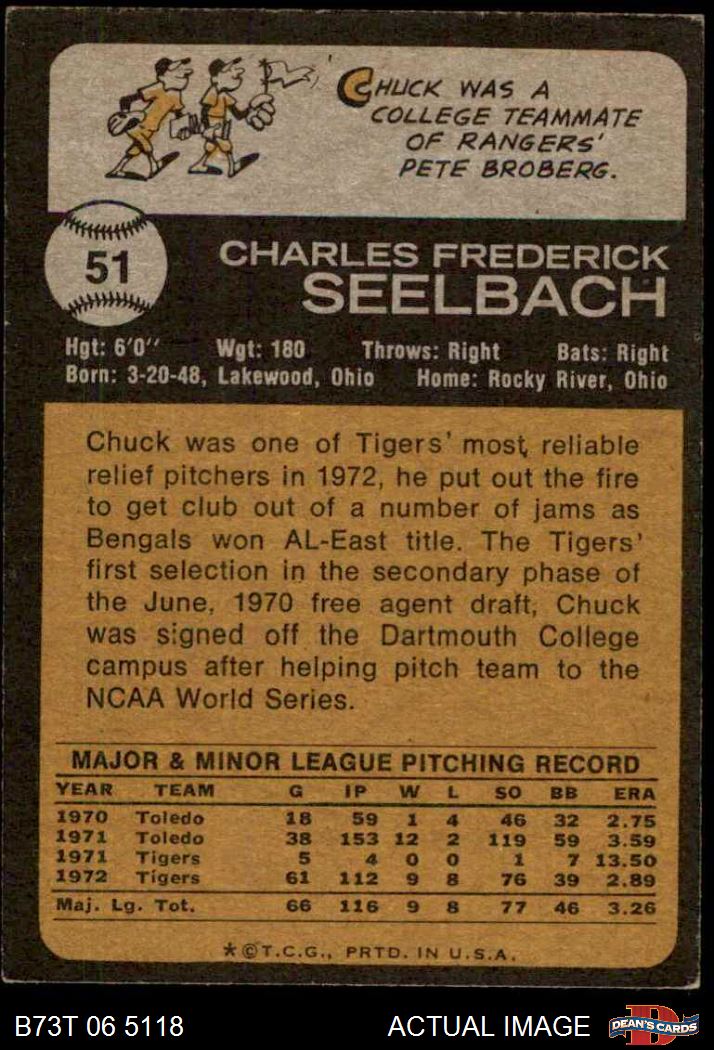 CHUCK WAS A
COLLEGE TEAMMATE
OF RANGERS'
PETE BROBERG.
51
CHARLES FREDERICK
SEELBACH
Hgt: 6'0" Wgt: 180 Throws: Right Bats: Right
Born: 3-20-48, Lakewood, Ohio Home: Rocky River, Ohio
Chuck was one of Tigers' most, reliable
relief pitchers in 1972, he put out the fire
to get club out of a number of jams as
Bengals won AL-East title. The Tigers'
first selection in the secondary phase of
the June, 1970 free agent draft, Chuck
was signed off the Dartmouth College
campus after helping pitch team to the
NCAA World Series.
MAJOR & MINOR LEAGUE PITCHING RECORD
YEAR TEAM G IP W L SO BB ERA
1970 Toledo 18 59 1 4 46 32 2.75
1971 Toledo 38 153 12 2 119 59 3.59
1971 Tigers 5 4 0 0 1 7 13.50
1972 Tigers 61 112 9 8 76 39 2.89
Maj. Lg. Tot. 66 116 9 8 77 46 3.26
*©T.C.G., PRTD. IN U.S.A.
B73T 06 5118 ACTUAL IMAGE DEAN'S CARDS